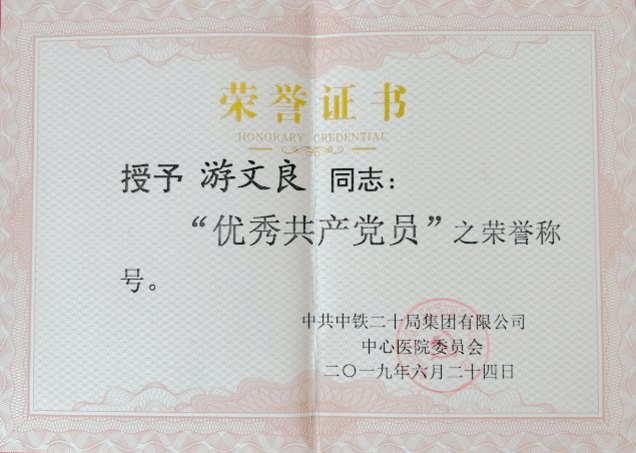 荣誉证书
HONORARY CREDENTIAL
授予 游文良 同志：
“优秀共产党员”之荣誉称
号。
中共中铁二十局集团有限公司
中心医院委员会
二〇一九年六月二十四日